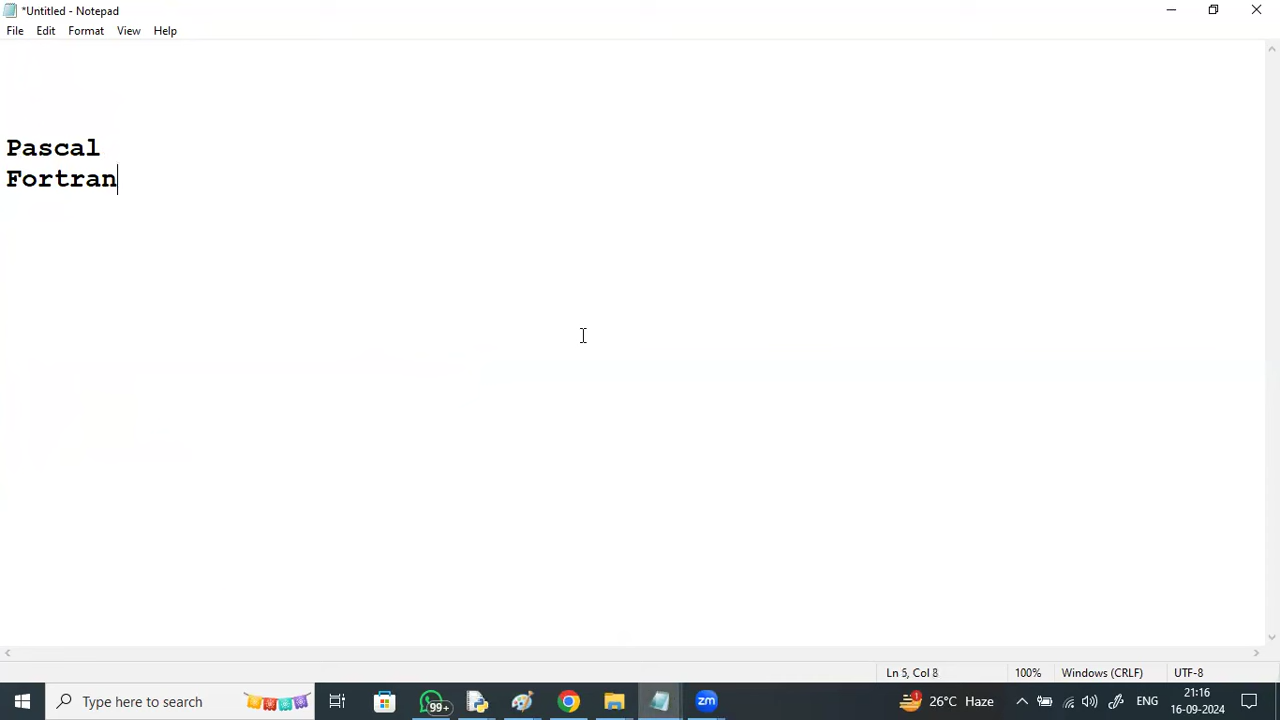 *Untitled - Notepad
File Edit Format View Help
Pascal
Fortran
Ln 5, Col 8 100% Windows (CRLF) UTF-8
Type here to search
99+
zm
1
26°C Haze
ENG
21:16
16-09-2024